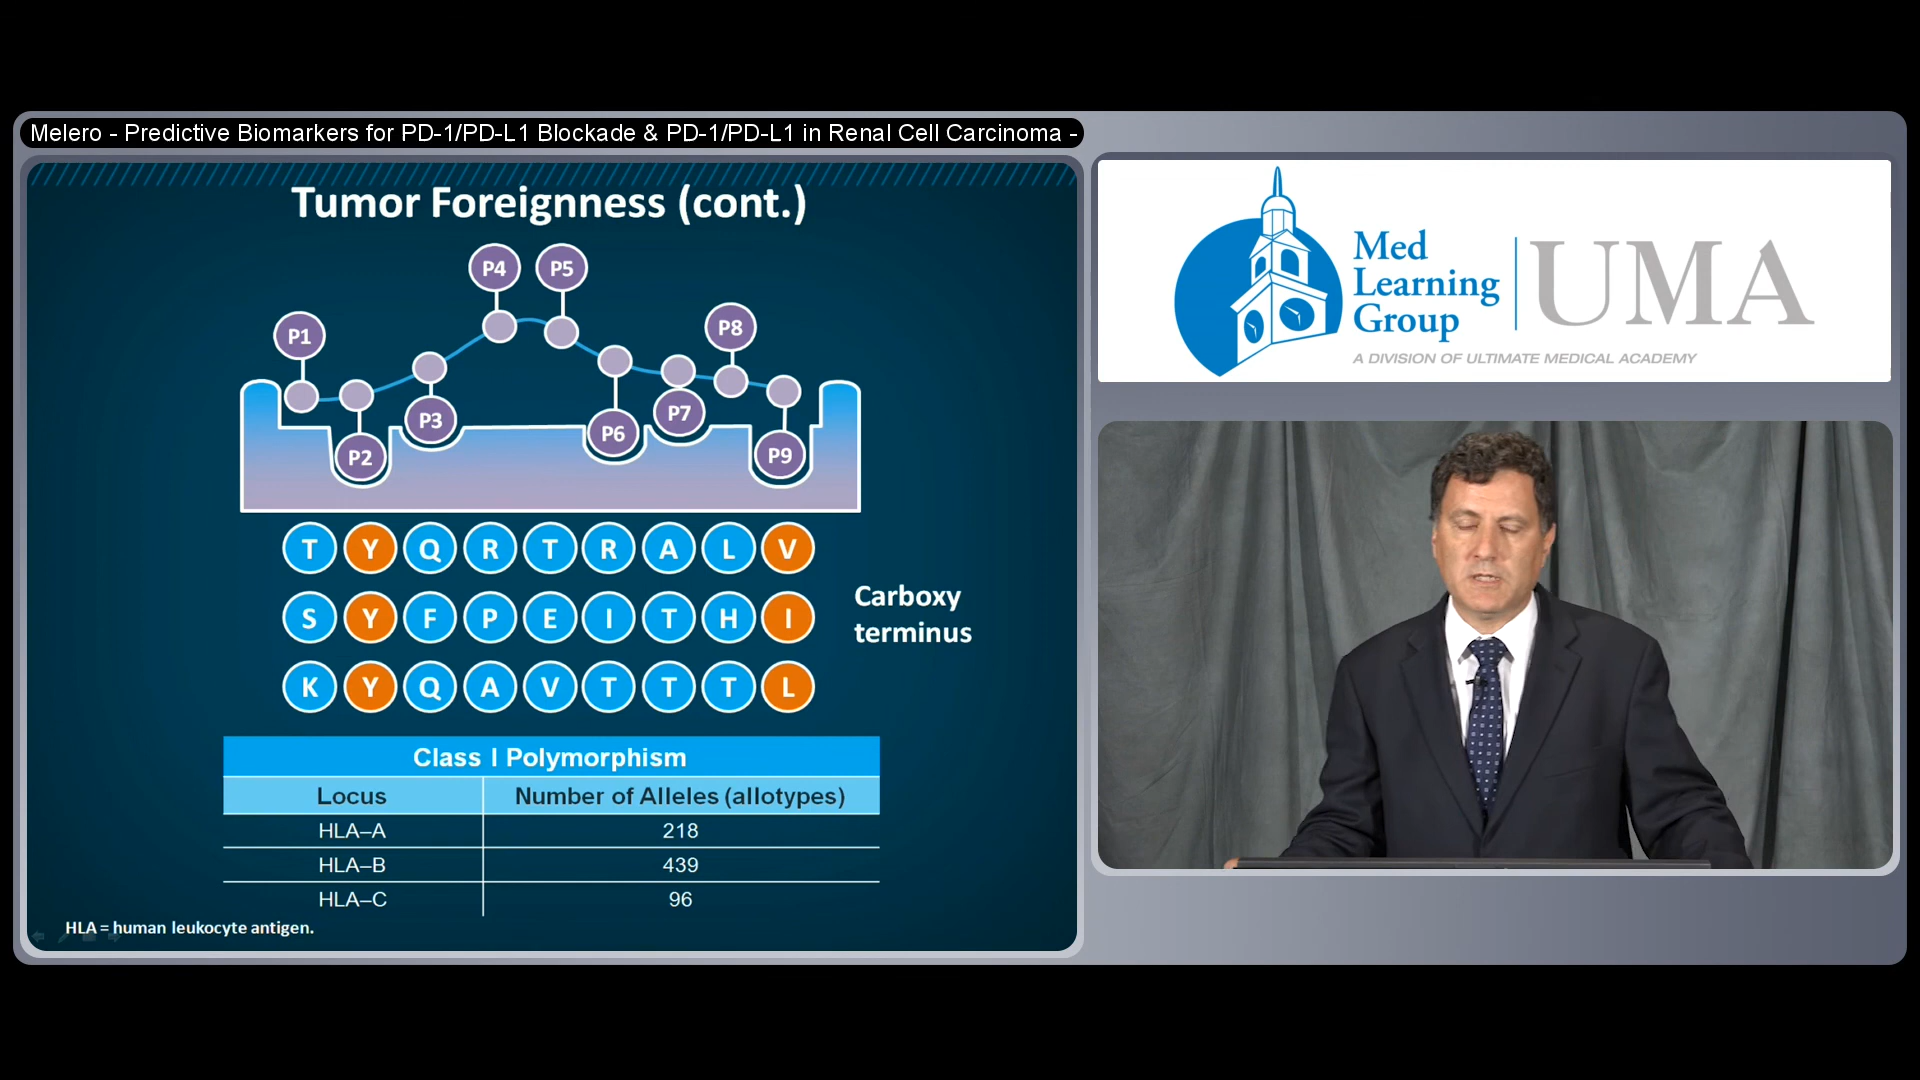 Melero - Predictive Biomarkers for PD-1/PD-L1 Blockade & PD-1/PD-L1 in Renal Cell Carcinoma -
Tumor Foreignness (cont.)
P4 P5
P1 P8
P3 P7
P2 P6 P9
T Y Q R T R A L V
S Y F P E I T H I
K Y Q A V T T T L
Carboxy
terminus
Class I Polymorphism
Locus Number of Alleles (allotypes)
HLA–A 218
HLA–B 439
HLA–C 96
HLA = human leukocyte antigen.
Med
Learning
Group
UMA
A DIVISION OF ULTIMATE MEDICAL ACADEMY